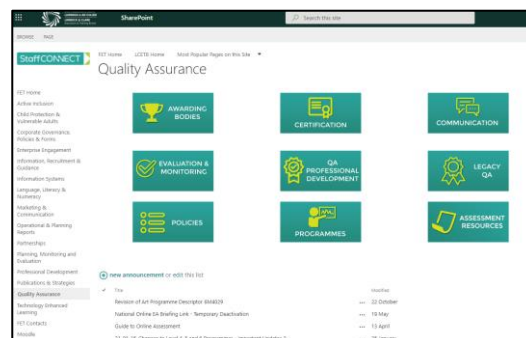 SharePoint
Search this site
BROWSE PAGE
StaffCONNECT
FET Home LCETB Home Most Popular Pages on this Site
Quality Assurance
FET Home
Active Inclusion
Child Protection &
Vulnerable Adults
Corporate Governance,
Policies & Forms
Enterprise Engagement
Information, Recruitment &
Guidance
Information Systems
Language, Literacy &
Numeracy
Marketing &
Communication
Operational & Planning
Reports
Partnerships
Planning, Monitoring and
Evaluation
Professional Development
Publications & Strategies
Quality Assurance
Technology Enhanced
Learning
FET Contacts
Moodle
AWARDING
BODIES
CERTIFICATION
COMMUNICATION
EVALUATION &
MONITORING
QA
PROFESSIONAL
DEVELOPMENT
LEGACY
QA
POLICIES
PROGRAMMES
ASSESSMENT
RESOURCES
new announcement or edit this list
Title Modified
Revision of Art Programme Descriptor ... 22 October
National Online EA Briefing Link - Temporary Deactivation ... 19 May
Guide to Online Assessment ... 13 April